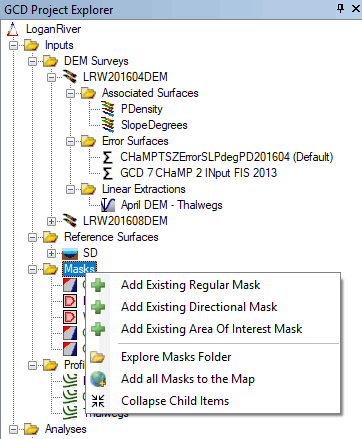 GCD Project Explorer
LoganRiver
Inputs
DEM Surveys
LRW201604DEM
Associated Surfaces
PDensity
SlopeDegrees
Error Surfaces
CHaMPTSZErrorSLPdegPD201604 (Default)
GCD 7 CHaMP 2 INput FIS 2013
Linear Extractions
April DEM - Thalwegs
LRW201608DEM
Reference Surfaces
SD
Masks
Add Existing Regular Mask
Add Existing Directional Mask
Add Existing Area Of Interest Mask
Explore Masks Folder
Add all Masks to the Map
Collapse Child Items
Thalwegs
Analyses